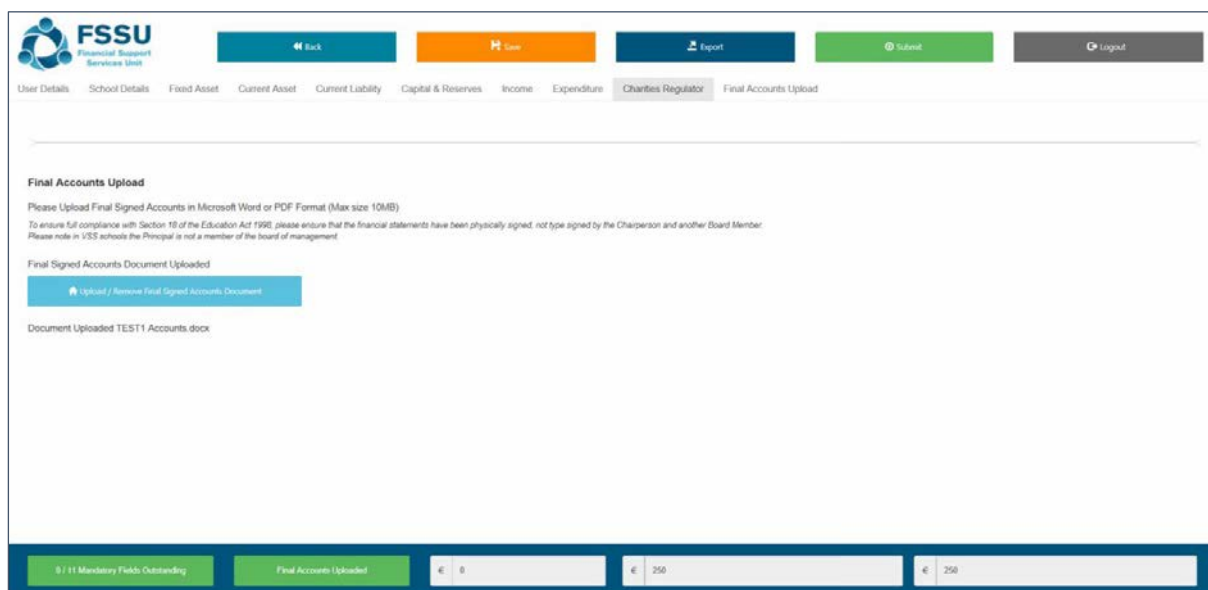 FSSU
Financial Support
Services Unit
Back
Save
Export
Submit
Logout
User Details School Details Fixed Asset Current Asset Current Liability Capital & Reserves Income Expenditure Charities Regulator Final Accounts Upload
Final Accounts Upload
Please Upload Final Signed Accounts in Microsoft Word or PDF Format (Max size 10MB)
To ensure full compliance with Section 18 of the Education Act 1998, please ensure that the financial statements have been physically signed, not type signed by the Chairperson and another Board Member.
Please note in VSS schools the Principal is not a member of the board of management.
Final Signed Accounts Document Uploaded
Upload / Remove Final Signed Accounts Document
Document Uploaded TEST1 Accounts.docx
0 / 11 Mandatory Fields Outstanding
Final Accounts Uploaded
€ 0
€ 250
€ 250